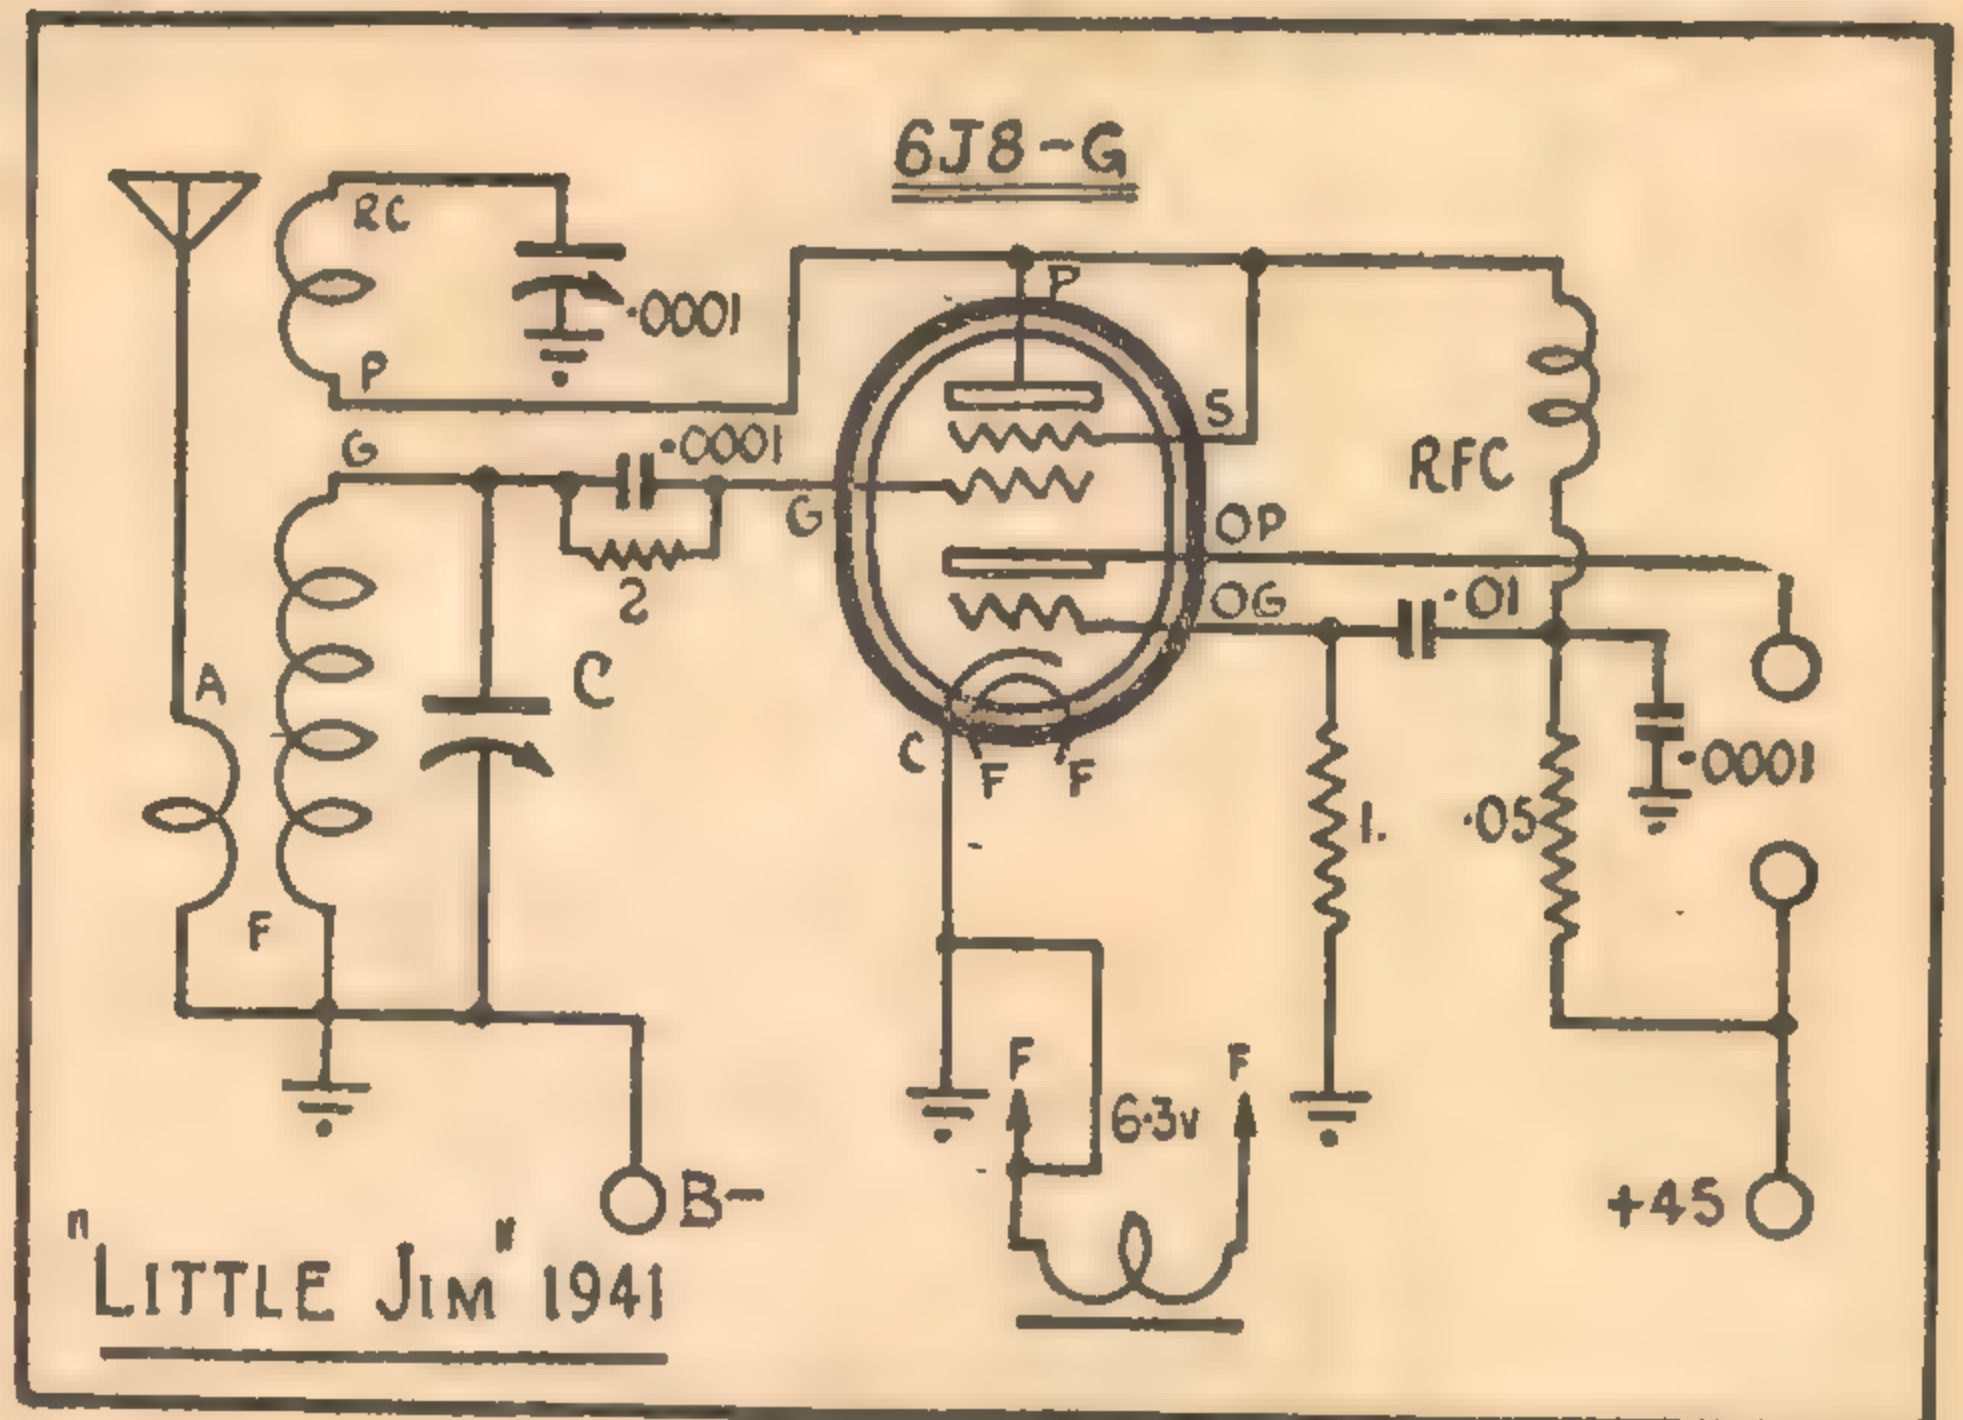 6J8-G
RC
·0001
P
P
G
·0001
S
G
2
RFC
OP
OG
·01
A
C
C
F
F
1.
·05
·0001
F
F
F
6·3v
B-
+45
"LITTLE JIM" 1941